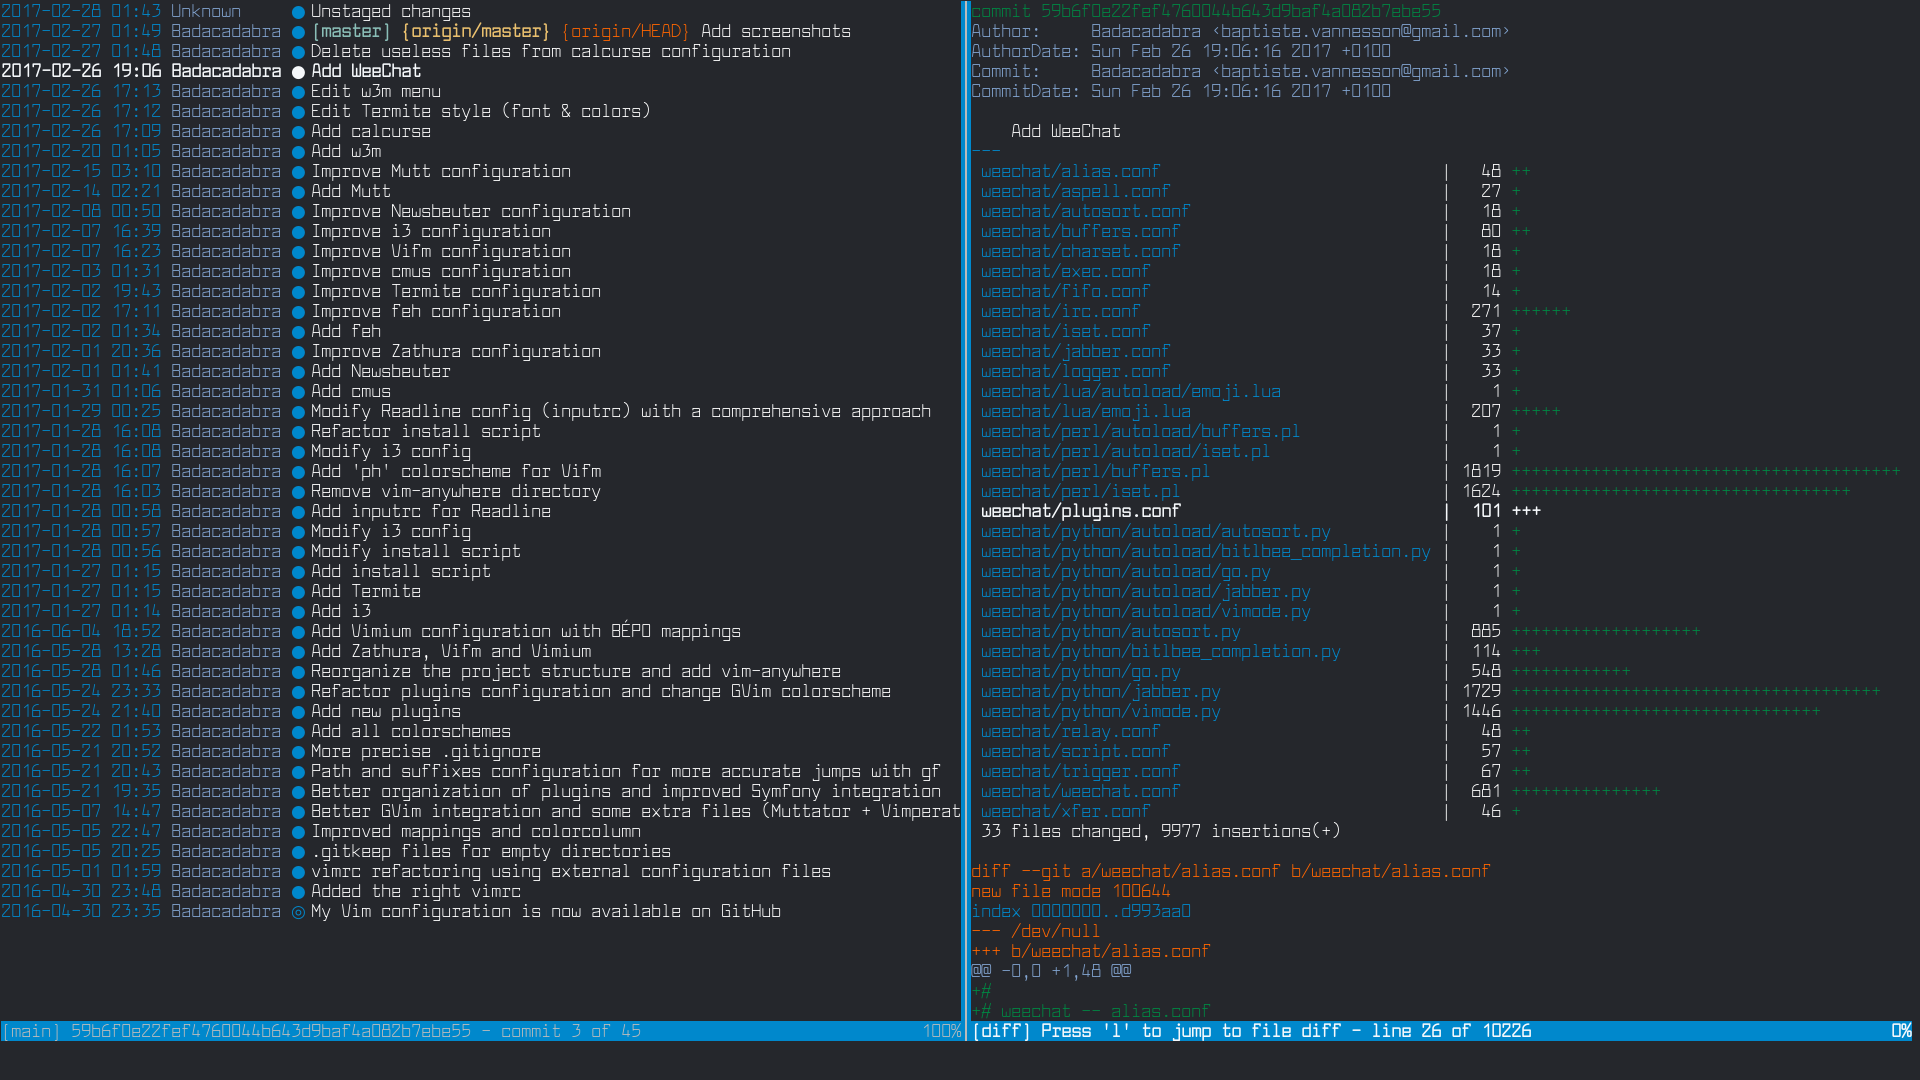 2017-02-28 01:43 Unknown ● Unstaged changes
2017-02-27 01:49 Badacadabra ● [master] {origin/master} {origin/HEAD} Add screenshots
2017-02-27 01:48 Badacadabra ● Delete useless files from calcurse configuration
2017-02-26 19:06 Badacadabra ● Add WeeChat
2017-02-26 17:13 Badacadabra ● Edit w3m menu
2017-02-26 17:12 Badacadabra ● Edit Termite style (font & colors)
2017-02-26 17:09 Badacadabra ● Add calcurse
2017-02-20 01:05 Badacadabra ● Add w3m
2017-02-15 03:10 Badacadabra ● Improve Mutt configuration
2017-02-14 02:21 Badacadabra ● Add Mutt
2017-02-08 00:50 Badacadabra ● Improve Newsbeuter configuration
2017-02-07 16:39 Badacadabra ● Improve i3 configuration
2017-02-07 16:23 Badacadabra ● Improve Vifm configuration
2017-02-03 01:31 Badacadabra ● Improve cmus configuration
2017-02-02 19:43 Badacadabra ● Improve Termite configuration
2017-02-02 17:11 Badacadabra ● Improve feh configuration
2017-02-02 01:34 Badacadabra ● Add feh
2017-02-01 20:36 Badacadabra ● Improve Zathura configuration
2017-02-01 01:41 Badacadabra ● Add Newsbeuter
2017-01-31 01:06 Badacadabra ● Add cmus
2017-01-29 00:25 Badacadabra ● Modify Readline config (inputrc) with a comprehensive approach
2017-01-28 16:08 Badacadabra ● Refactor install script
2017-01-28 16:08 Badacadabra ● Modify i3 config
2017-01-28 16:07 Badacadabra ● Add 'ph' colorscheme for Vifm
2017-01-28 16:03 Badacadabra ● Remove vim-anywhere directory
2017-01-28 00:58 Badacadabra ● Add inputrc for Readline
2017-01-28 00:57 Badacadabra ● Modify i3 config
2017-01-28 00:56 Badacadabra ● Modify install script
2017-01-27 01:15 Badacadabra ● Add install script
2017-01-27 01:15 Badacadabra ● Add Termite
2017-01-27 01:14 Badacadabra ● Add i3
2016-06-04 18:52 Badacadabra ● Add Vimium configuration with BÉPO mappings
2016-05-28 13:28 Badacadabra ● Add Zathura, Vifm and Vimium
2016-05-28 01:46 Badacadabra ● Reorganize the project structure and add vim-anywhere
2016-05-24 23:33 Badacadabra ● Refactor plugins configuration and change GVim colorscheme
2016-05-24 21:40 Badacadabra ● Add new plugins
2016-05-22 01:53 Badacadabra ● Add all colorschemes
2016-05-21 20:52 Badacadabra ● More precise .gitignore
2016-05-21 20:43 Badacadabra ● Path and suffixes configuration for more accurate jumps with gf
2016-05-21 19:35 Badacadabra ● Better organization of plugins and improved Symfony integration
2016-05-07 14:47 Badacadabra ● Better GVim integration and some extra files (Muttator + Vimperat
2016-05-05 22:47 Badacadabra ● Improved mappings and colorcolumn
2016-05-05 20:25 Badacadabra ● .gitkeep files for empty directories
2016-05-01 01:59 Badacadabra ● vimrc refactoring using external configuration files
2016-04-30 23:48 Badacadabra ● Added the right vimrc
2016-04-30 23:35 Badacadabra ◎ My Vim configuration is now available on GitHub
[main] 59b6f0e22fef4760044b643d9baf4a082b7ebe55 - commit 3 of 45 100%
commit 59b6f0e22fef4760044b643d9baf4a082b7ebe55
Author: Badacadabra <baptiste.vannesson@gmail.com>
AuthorDate: Sun Feb 26 19:06:16 2017 +0100
Commit: Badacadabra <baptiste.vannesson@gmail.com>
CommitDate: Sun Feb 26 19:06:16 2017 +0100
Add WeeChat
---
weechat/alias.conf | 48 ++
weechat/aspell.conf | 27 +
weechat/autosort.conf | 18 +
weechat/buffers.conf | 80 ++
weechat/charset.conf | 18 +
weechat/exec.conf | 18 +
weechat/fifo.conf | 14 +
weechat/irc.conf | 271 ++++++
weechat/iset.conf | 37 +
weechat/jabber.conf | 33 +
weechat/logger.conf | 33 +
weechat/lua/autoload/emoji.lua | 1 +
weechat/lua/emoji.lua | 207 +++++
weechat/perl/autoload/buffers.pl | 1 +
weechat/perl/autoload/iset.pl | 1 +
weechat/perl/buffers.pl | 1819 +++++++++++++++++++++++++++++++++++++++
weechat/perl/iset.pl | 1624 ++++++++++++++++++++++++++++++++++
weechat/plugins.conf | 101 +++
weechat/python/autoload/autosort.py | 1 +
weechat/python/autoload/bitlbee_completion.py | 1 +
weechat/python/autoload/go.py | 1 +
weechat/python/autoload/jabber.py | 1 +
weechat/python/autoload/vimode.py | 1 +
weechat/python/autosort.py | 885 +++++++++++++++++++
weechat/python/bitlbee_completion.py | 114 +++
weechat/python/go.py | 548 ++++++++++++
weechat/python/jabber.py | 1729 +++++++++++++++++++++++++++++++++++++
weechat/python/vimode.py | 1446 +++++++++++++++++++++++++++++++
weechat/relay.conf | 48 ++
weechat/script.conf | 57 ++
weechat/trigger.conf | 67 ++
weechat/weechat.conf | 681 +++++++++++++++
weechat/xfer.conf | 46 +
33 files changed, 9977 insertions(+)
diff --git a/weechat/alias.conf b/weechat/alias.conf
new file mode 100644
index 0000000..d993aa0
--- /dev/null
+++ b/weechat/alias.conf
@@ -0,0 +1,48 @@
+#
+# weechat -- alias.conf
[diff] Press 'l' to jump to file diff - line 26 of 10226 0%